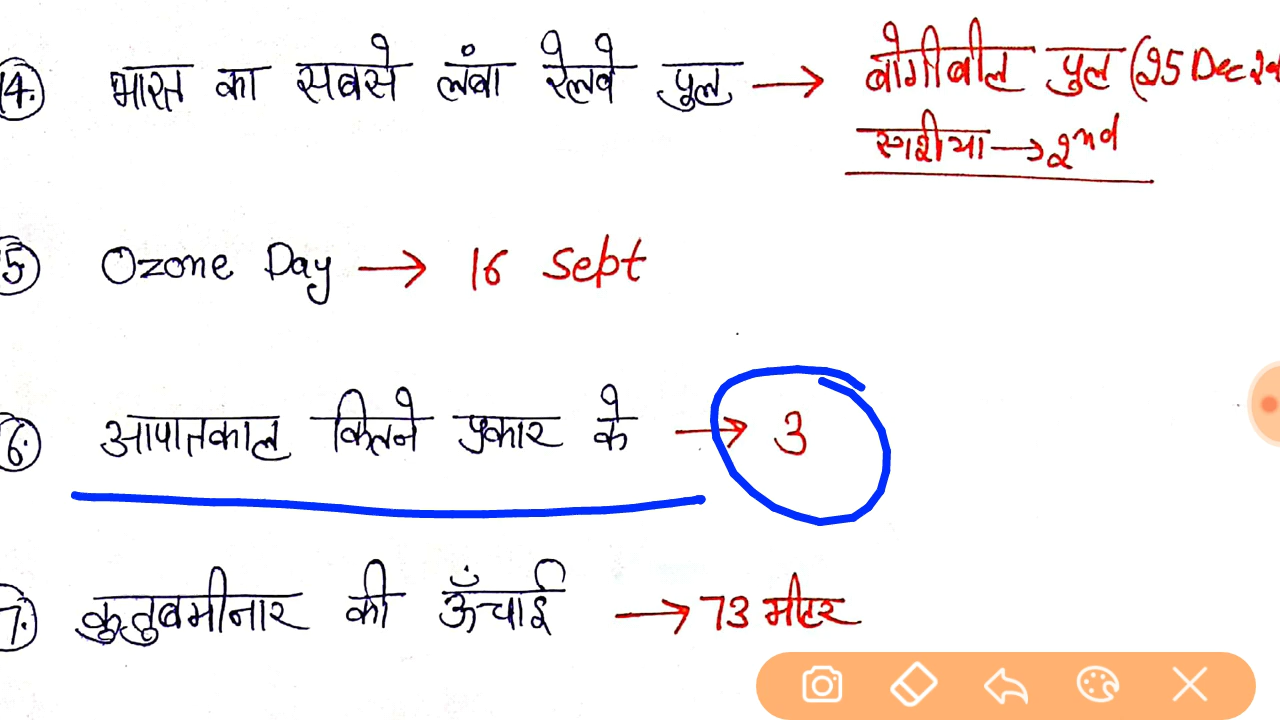 14. भारत का सबसे लंबा रेलवे पुल → बोगीबील पुल (25 Dec
→ 2nd
5 Ozone Day → 16 Sept
6. आपातकाल कितने प्रकार के → 3
7. कुतुबमीनार की ऊँचाई → 73 मीटर